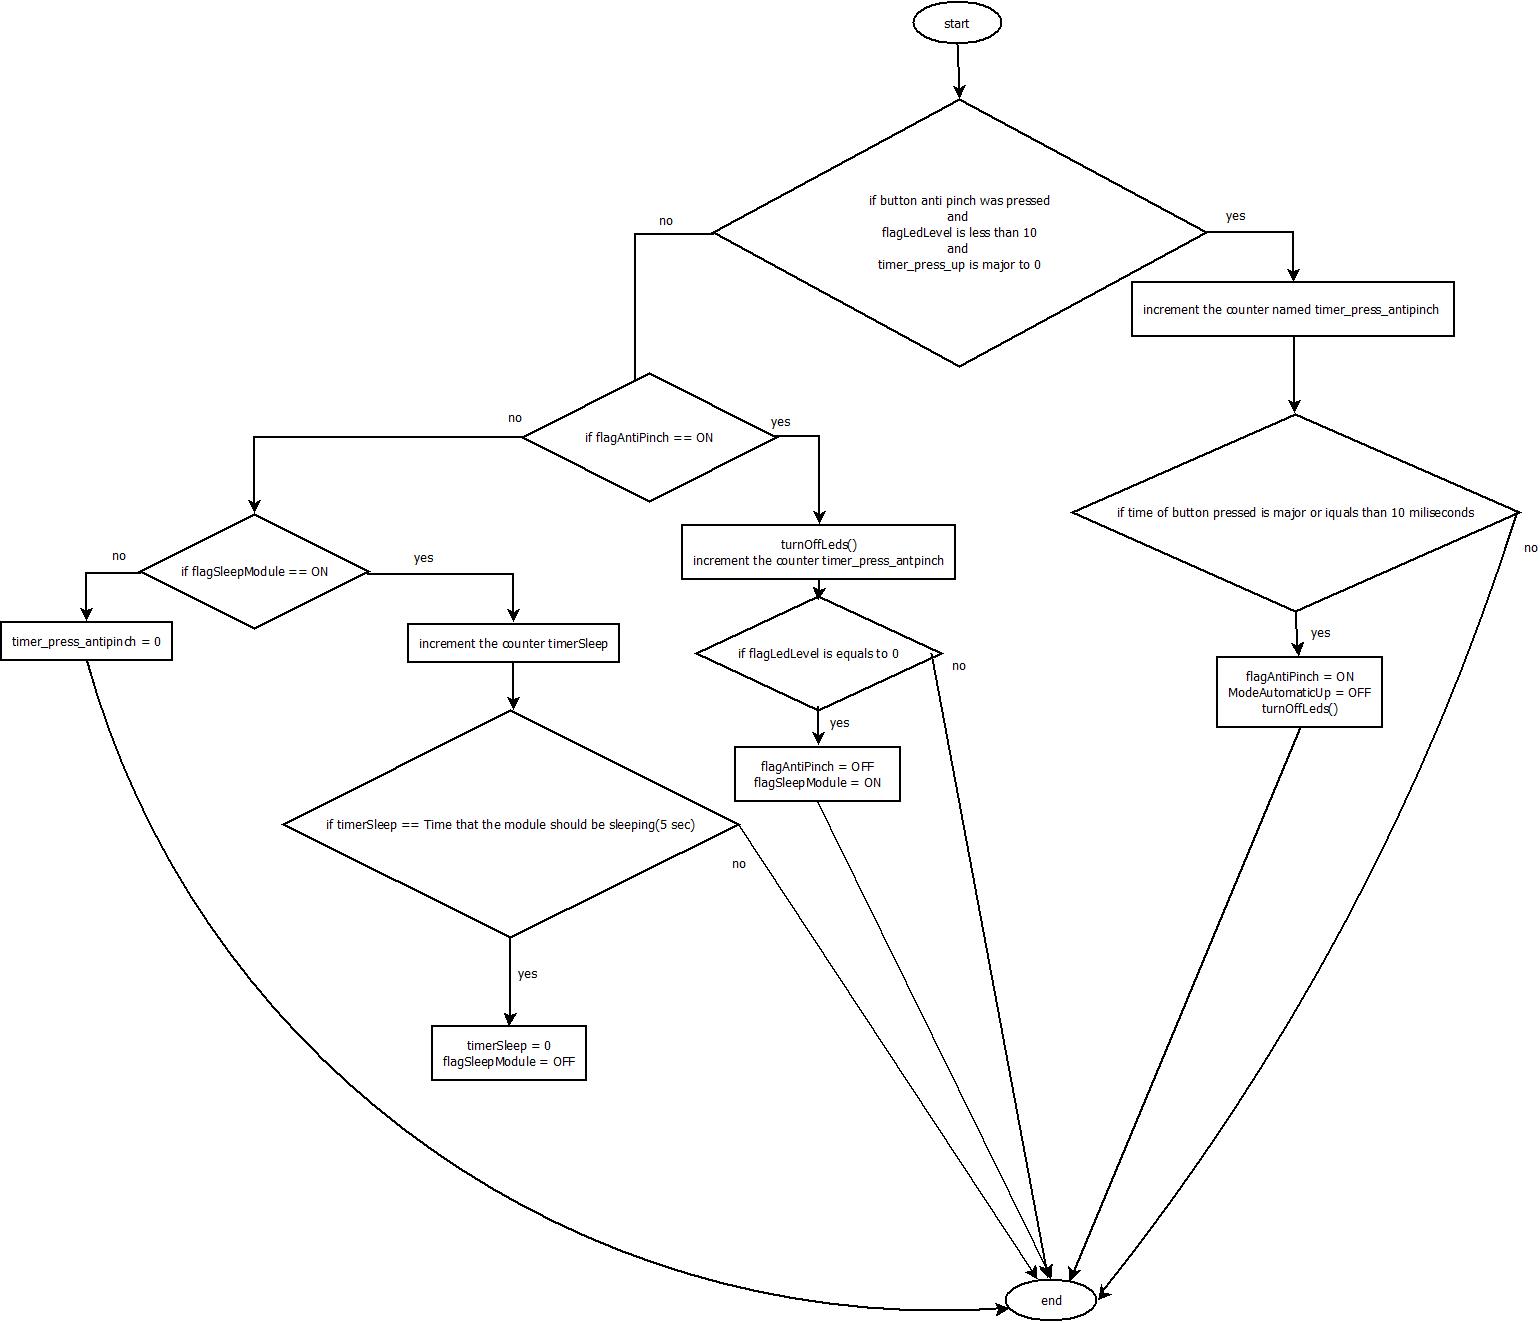 start
if button anti pinch was pressed
and
flagLedLevel is less than 10
and
timer_press_up is major to 0
no
yes
increment the counter named timer_press_antipinch
if flagAntiPinch == ON
no
yes
if time of button pressed is major or iquals than 10 miliseconds
no
yes
turnOffLeds()
increment the counter timer_press_antpinch
if flagSleepModule == ON
no
yes
timer_press_antipinch = 0
increment the counter timerSleep
if flagLedLevel is equals to 0
no
yes
flagAntiPinch = ON
ModeAutomaticUp = OFF
turnOffLeds()
flagAntiPinch = OFF
flagSleepModule = ON
if timerSleep == Time that the module should be sleeping(5 sec)
no
yes
timerSleep = 0
flagSleepModule = OFF
end